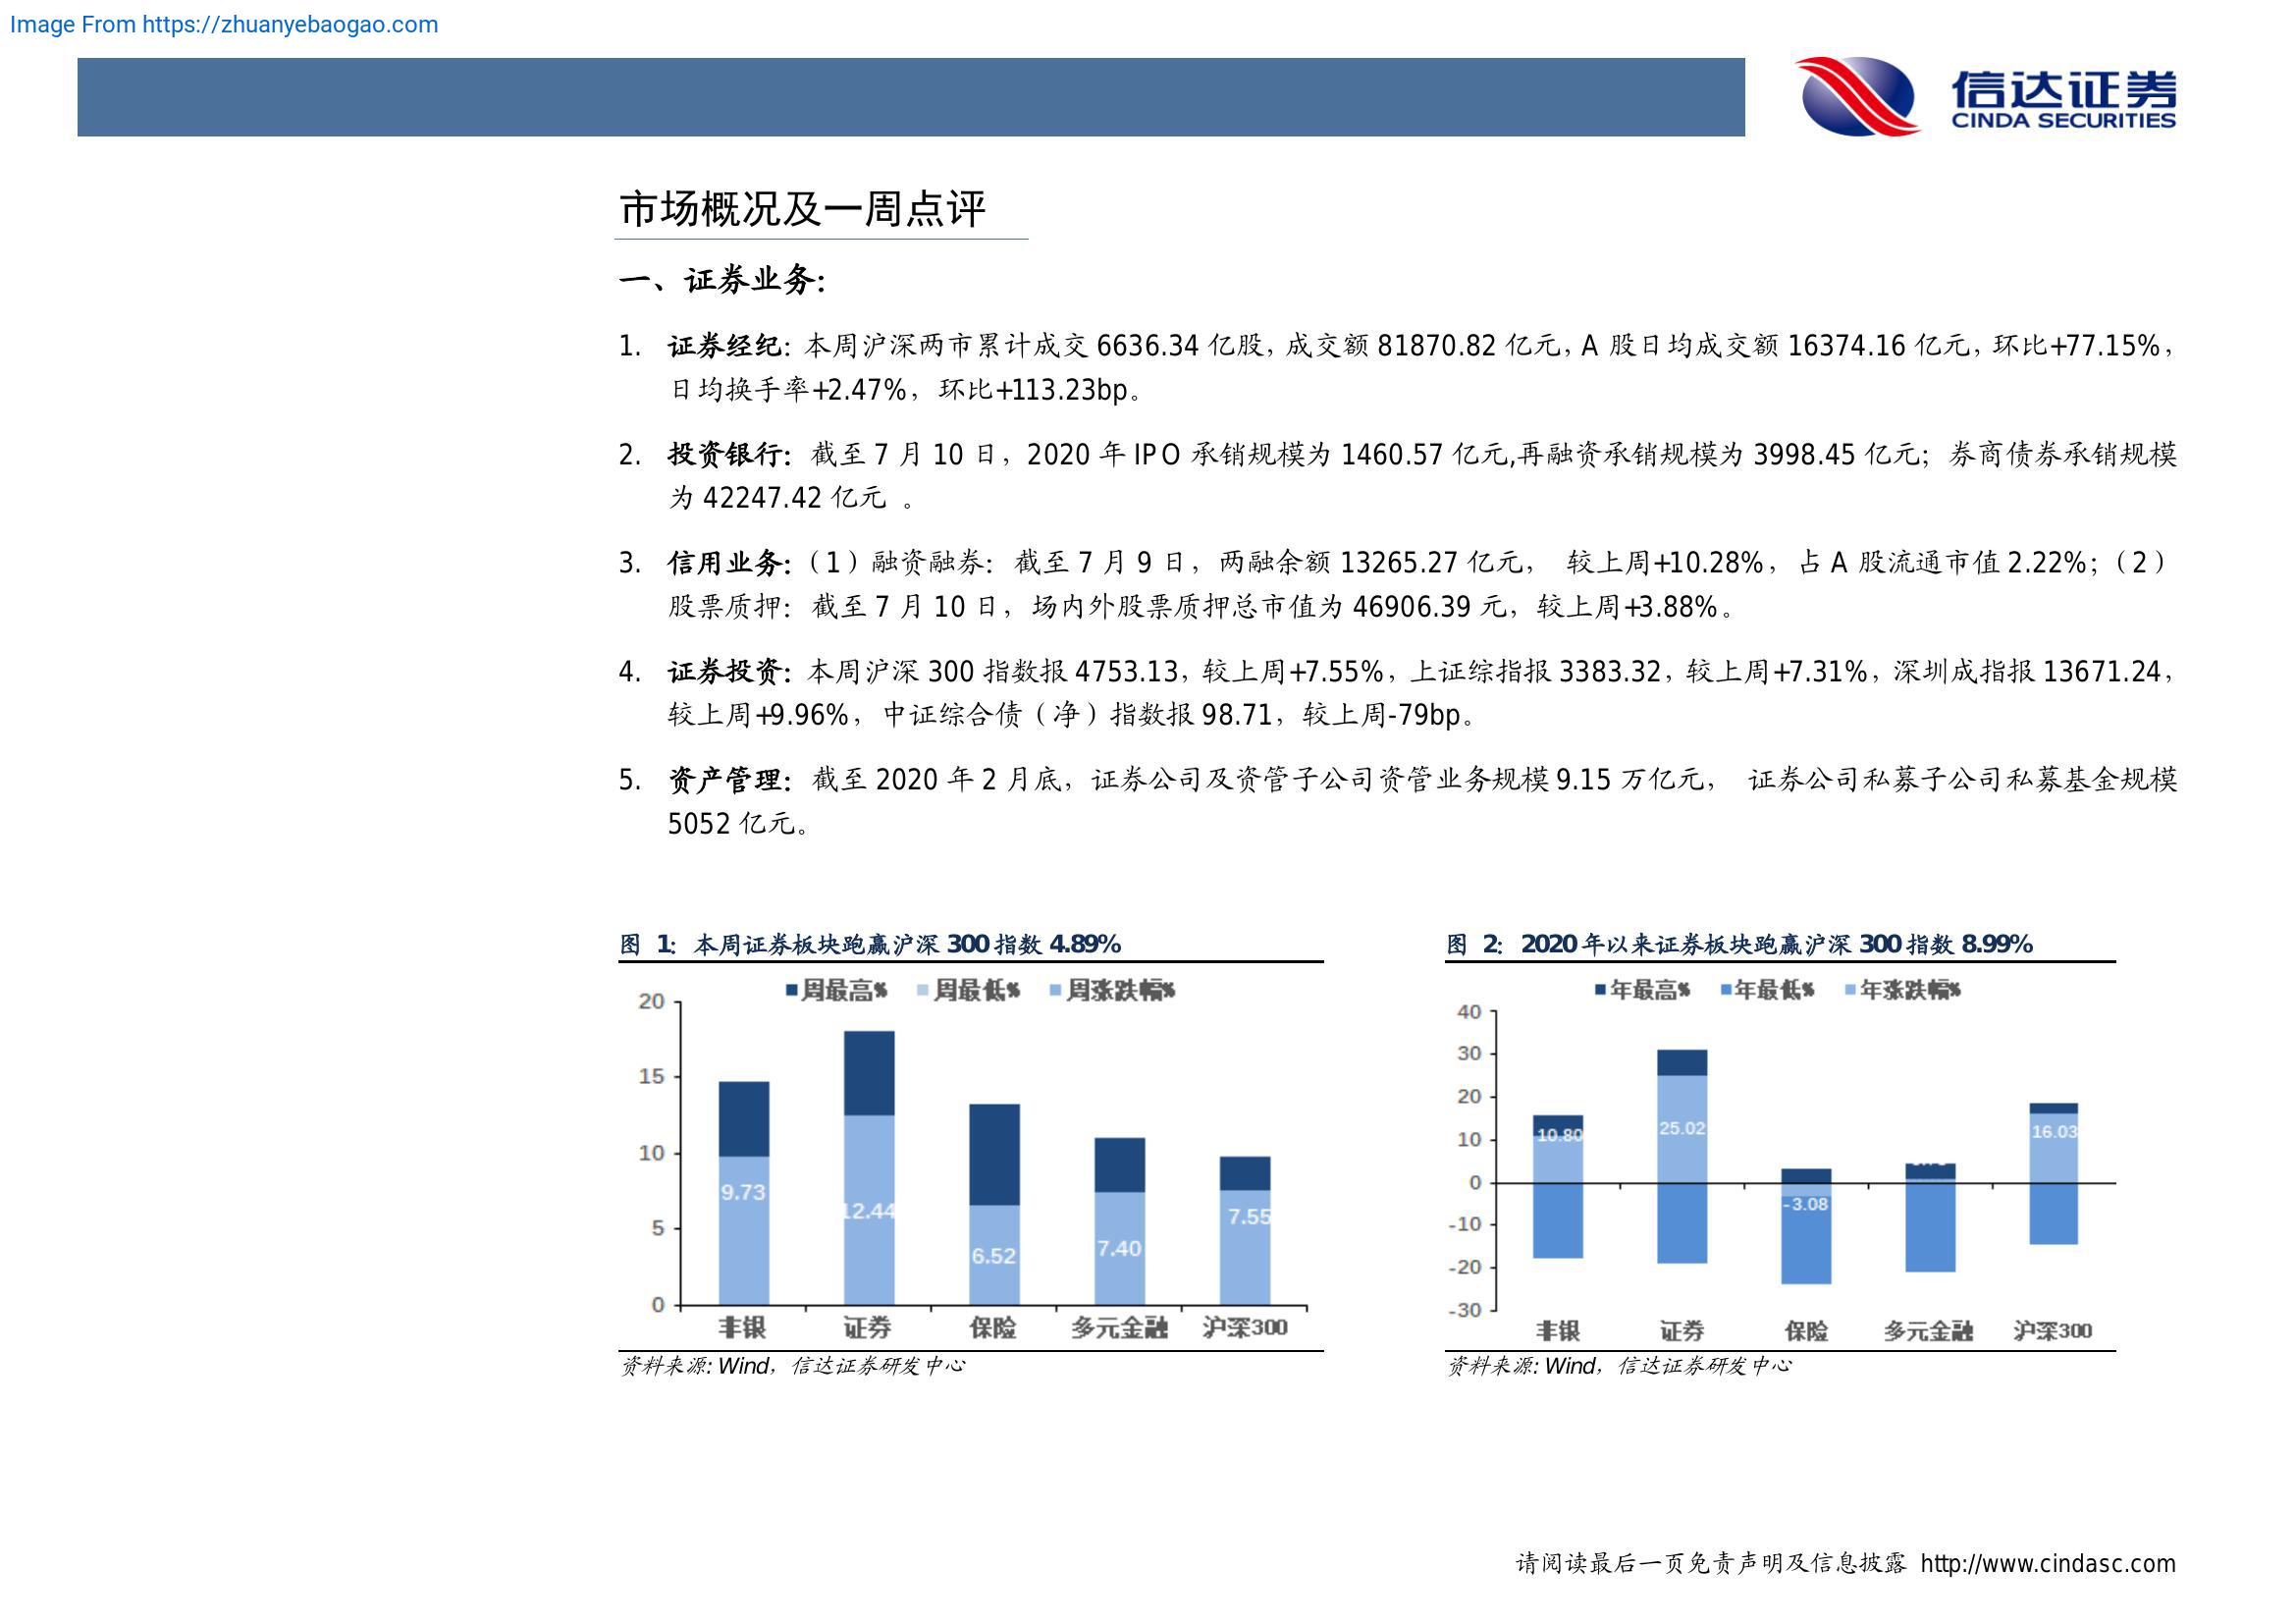 Image From https://zhuanyebaogao.com
信达证券
CINDA SECURITIES
市场概况及一周点评
一、证券业务:
1. 证券经纪: 本周沪深两市累计成交 6636.34 亿股, 成交额 81870.82 亿元, A 股日均成交额 16374.16 亿元, 环比+77.15%,
日均换手率+2.47%, 环比+113.23bp。
2. 投资银行: 截至 7 月 10 日, 2020 年 IPO 承销规模为 1460.57 亿元,再融资承销规模为 3998.45 亿元; 券商债券承销规模
为 42247.42 亿元 。
3. 信用业务:（1）融资融券: 截至 7 月 9 日, 两融余额 13265.27 亿元, 较上周+10.28%, 占 A 股流通市值 2.22%;（2）
股票质押: 截至 7 月 10 日, 场内外股票质押总市值为 46906.39 元, 较上周+3.88%。
4. 证券投资: 本周沪深 300 指数报 4753.13, 较上周+7.55%, 上证综指报 3383.32, 较上周+7.31%, 深圳成指报 13671.24,
较上周+9.96%, 中证综合债（净）指数报 98.71, 较上周-79bp。
5. 资产管理: 截至 2020 年 2 月底, 证券公司及资管子公司资管业务规模 9.15 万亿元, 证券公司私募子公司私募基金规模
5052 亿元。
图 1: 本周证券板块跑赢沪深 300 指数 4.89%
周最高% 周最低% 周涨跌幅%
20
15
10
5
0
9.73
12.44
6.52
7.40
7.55
非银 证券 保险 多元金融 沪深300
资料来源: Wind, 信达证券研发中心
图 2: 2020 年以来证券板块跑赢沪深 300 指数 8.99%
年最高% 年最低% 年涨跌幅%
40
30
20
10
0
-10
-20
-30
10.80
25.02
-3.08
16.03
非银 证券 保险 多元金融 沪深300
资料来源: Wind, 信达证券研发中心
请阅读最后一页免责声明及信息披露 http://www.cindasc.com